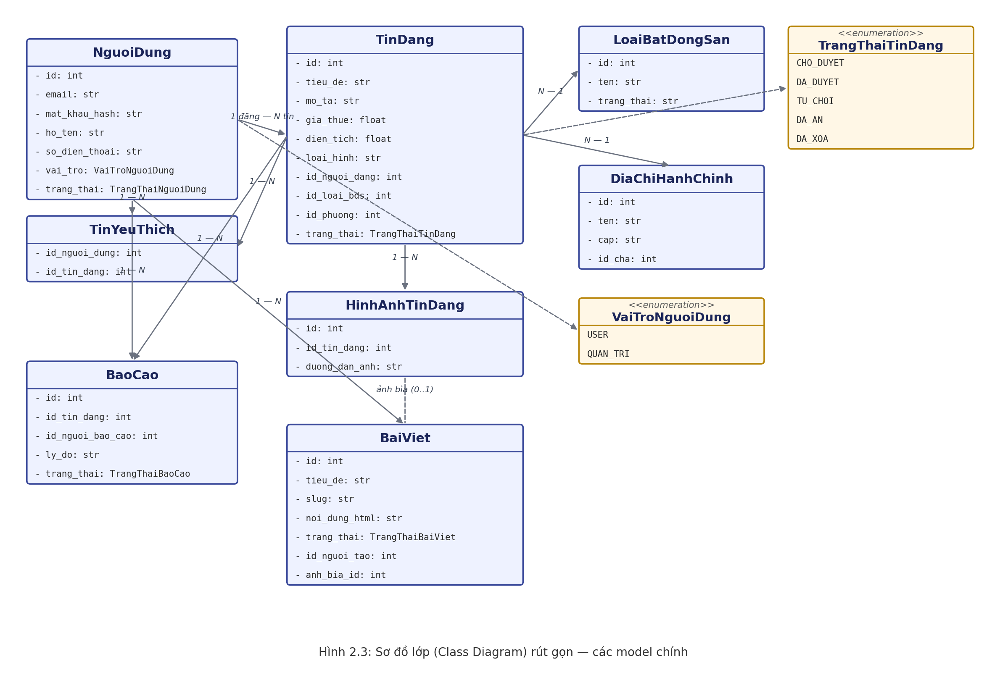 NguoiDung
- id: int
- email: str
- mat_khau_hash: str
- ho_ten: str
- so_dien_thoai: str
- vai_tro: VaiTroNguoiDung
- trang_thai: TrangThaiNguoiDung
TinDang
- id: int
- tieu_de: str
- mo_ta: str
- gia_thue: float
- dien_tich: float
- loai_hinh: str
- id_nguoi_dang: int
- id_loai_bds: int
- id_phuong: int
- trang_thai: TrangThaiTinDang
LoaiBatDongSan
- id: int
- ten: str
- trang_thai: str
<<enumeration>>
TrangThaiTinDang
CHO_DUYET
DA_DUYET
TU_CHOI
DA_AN
DA_XOA
1 đăng — N tin
N — 1
N — 1
1 — N
1 — N
1 — N
1 — N
1 — N
1 — N
TinYeuThich
- id_nguoi_dung: int
- id_tin_dang: int
DiaChiHanhChinh
- id: int
- ten: str
- cap: str
- id_cha: int
HinhAnhTinDang
- id: int
- id_tin_dang: int
- duong_dan_anh: str
<<enumeration>>
VaiTroNguoiDung
USER
QUAN_TRI
ảnh bìa (0..1)
BaoCao
- id: int
- id_tin_dang: int
- id_nguoi_bao_cao: int
- ly_do: str
- trang_thai: TrangThaiBaoCao
BaiViet
- id: int
- tieu_de: str
- slug: str
- noi_dung_html: str
- trang_thai: TrangThaiBaiViet
- id_nguoi_tao: int
- anh_bia_id: int
Hình 2.3: Sơ đồ lớp (Class Diagram) rút gọn — các model chính